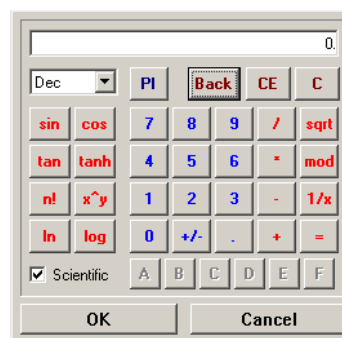 0.
Dec PI Back CE C
sin cos 7 8 9 / sqrt
tan tanh 4 5 6 * mod
n! x^y 1 2 3 - 1/x
ln log 0 +/- . + =
Scientific A B C D E F
OK Cancel